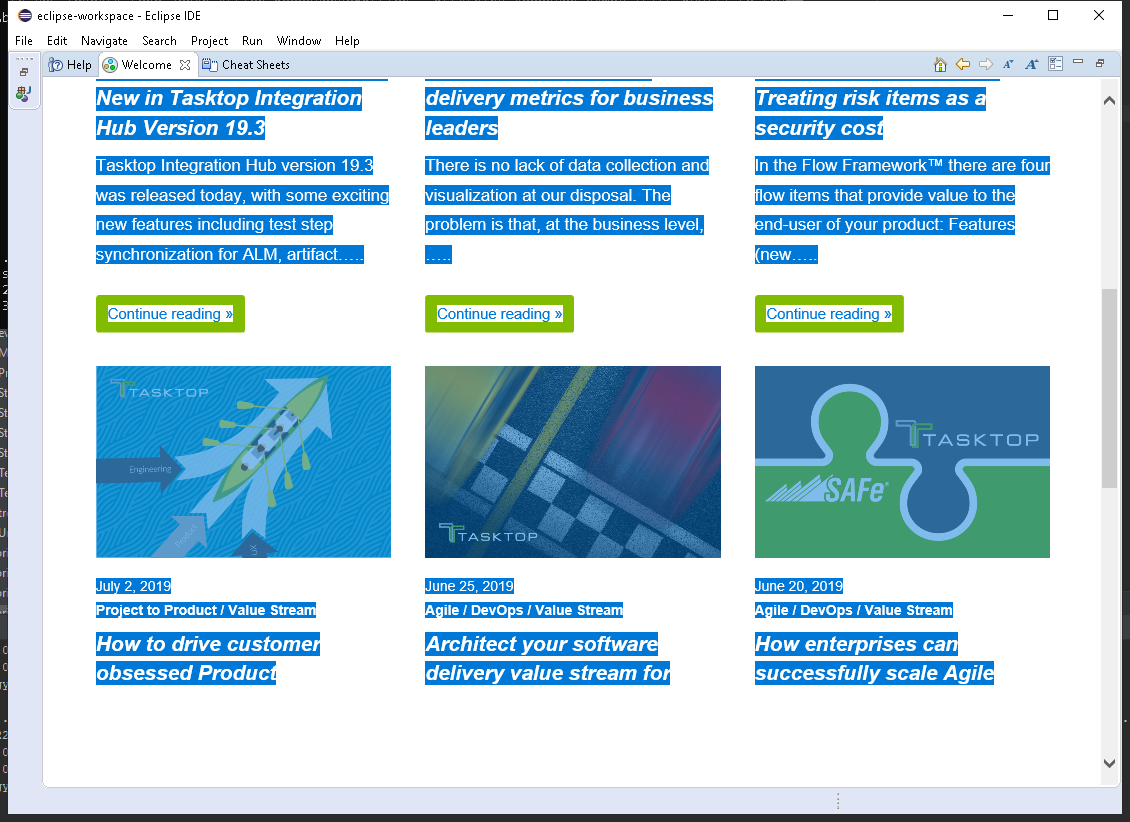 eclipse-workspace - Eclipse IDE
File Edit Navigate Search Project Run Window Help
Help Welcome Cheat Sheets
New in Tasktop Integration
Hub Version 19.3
Tasktop Integration Hub version 19.3
was released today, with some exciting
new features including test step
synchronization for ALM, artifact…..
Continue reading »
delivery metrics for business
leaders
There is no lack of data collection and
visualization at our disposal. The
problem is that, at the business level,
…..
Continue reading »
Treating risk items as a
security cost
In the Flow Framework™ there are four
flow items that provide value to the
end-user of your product: Features
(new…..
Continue reading »
TASKTOP
Engineering
Product
UX
July 2, 2019
Project to Product / Value Stream
How to drive customer
obsessed Product
TASKTOP
June 25, 2019
Agile / DevOps / Value Stream
Architect your software
delivery value stream for
TASKTOP
SAFe®
June 20, 2019
Agile / DevOps / Value Stream
How enterprises can
successfully scale Agile